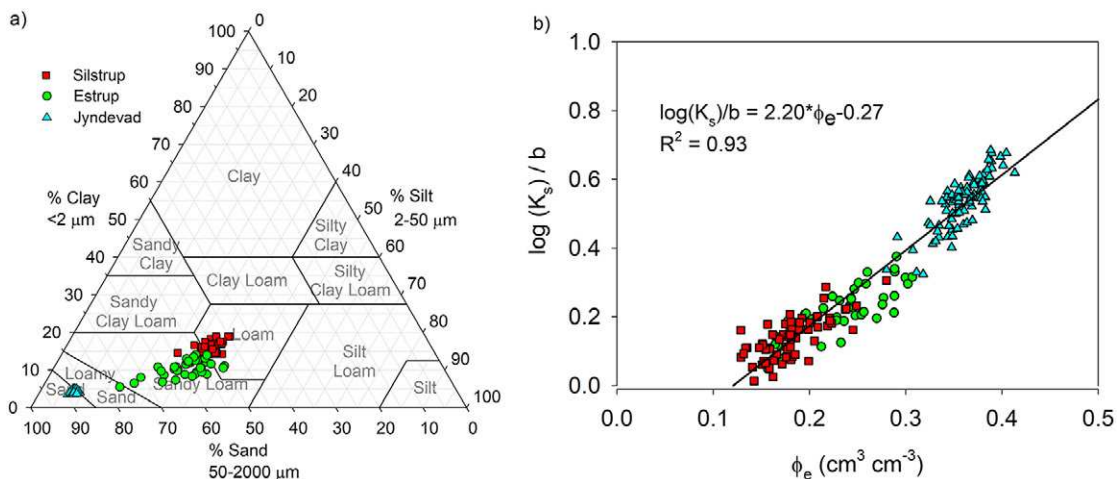 a)
Silstrup
Estrup
Jyndevad
% Clay
<2 µm
% Silt
2-50 µm
% Sand
50-2000 µm
0
10
20
30
40
50
60
70
80
90
100
100
90
80
70
60
50
40
30
20
10
0
100
90
80
70
60
50
40
30
20
10
0
Clay
Silty
Clay
Sandy
Clay
Clay Loam
Silty
Clay Loam
Sandy
Clay Loam
Loam
Silt
Loam
Sandy Loam
Loamy
Sand
Sand
Silt
b)
log(Ks)/b = 2.20*ϕe-0.27
R² = 0.93
log (Ks) / b
1.0
0.8
0.6
0.4
0.2
0.0
0.0
0.1
0.2
0.3
0.4
0.5
ϕe (cm³ cm⁻³)